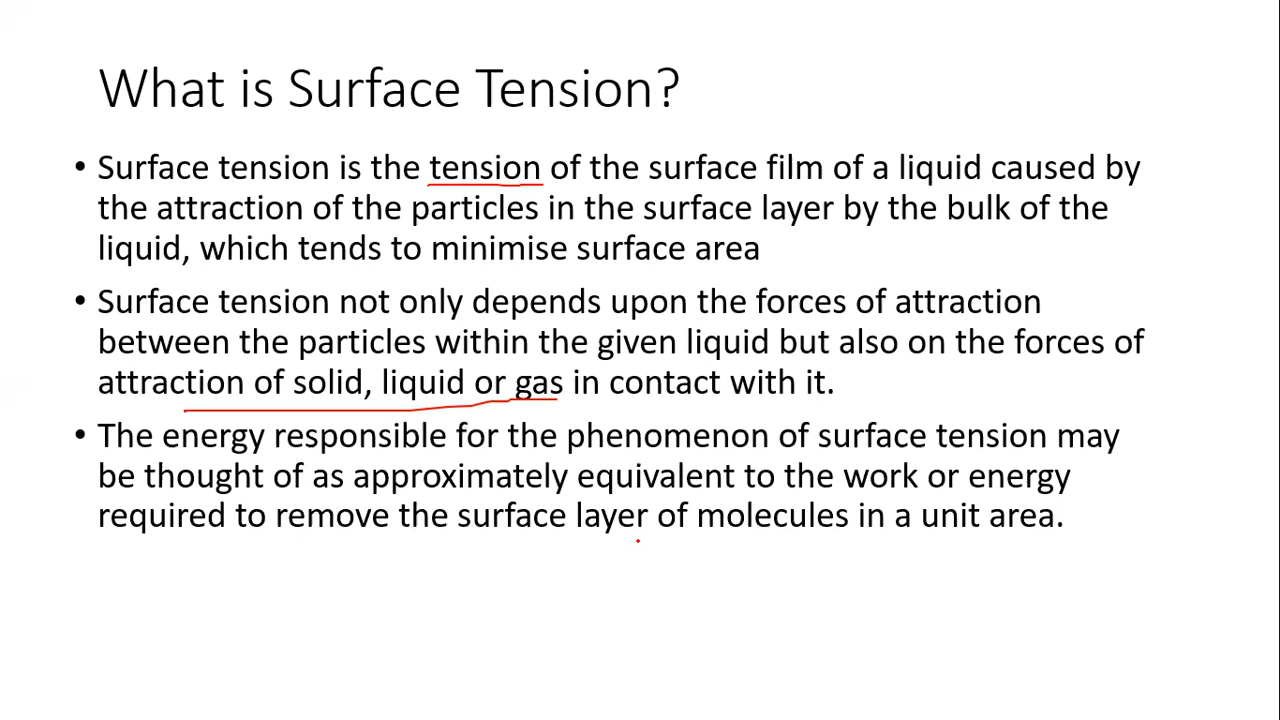 What is Surface Tension?
• Surface tension is the tension of the surface film of a liquid caused by
the attraction of the particles in the surface layer by the bulk of the
liquid, which tends to minimise surface area
• Surface tension not only depends upon the forces of attraction
between the particles within the given liquid but also on the forces of
attraction of solid, liquid or gas in contact with it.
• The energy responsible for the phenomenon of surface tension may
be thought of as approximately equivalent to the work or energy
required to remove the surface layer of molecules in a unit area.